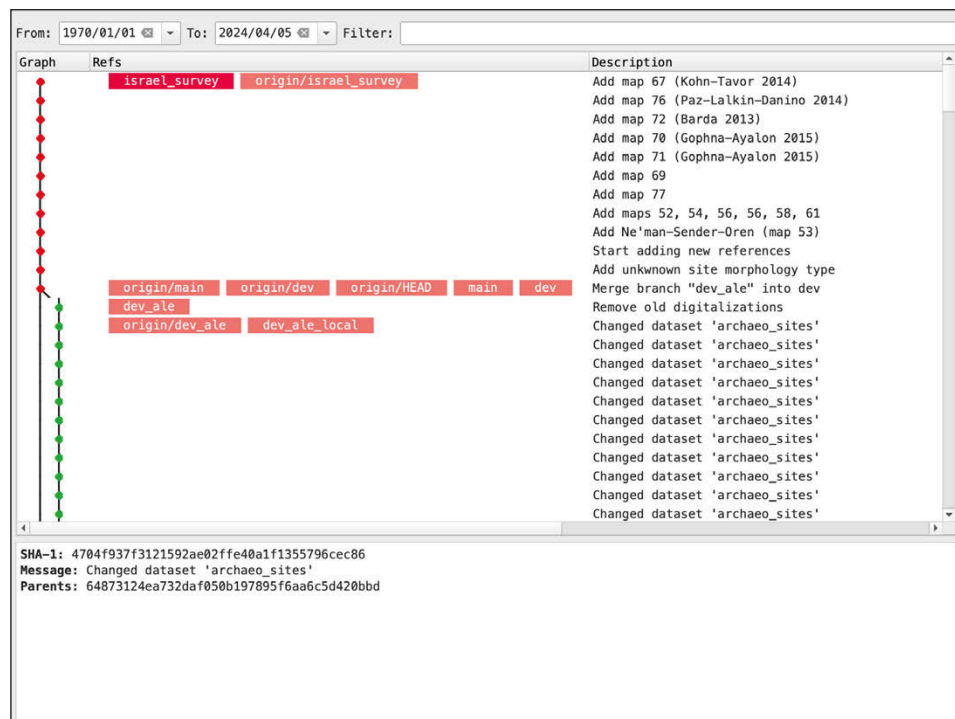 From: 1970/01/01 To: 2024/04/05 Filter:
Graph Refs Description
israel_survey origin/israel_survey Add map 67 (Kohn-Tavor 2014)
Add map 76 (Paz-Lalkin-Danino 2014)
Add map 72 (Barda 2013)
Add map 70 (Gophna-Ayalon 2015)
Add map 71 (Gophna-Ayalon 2015)
Add map 69
Add map 77
Add maps 52, 54, 56, 56, 58, 61
Add Ne'man-Sender-Oren (map 53)
Start adding new references
Add unkwnown site morphology type
origin/main origin/dev origin/HEAD main dev Merge branch "dev_ale" into dev
dev_ale Remove old digitalizations
origin/dev_ale dev_ale_local Changed dataset 'archaeo_sites'
Changed dataset 'archaeo_sites'
Changed dataset 'archaeo_sites'
Changed dataset 'archaeo_sites'
Changed dataset 'archaeo_sites'
Changed dataset 'archaeo_sites'
Changed dataset 'archaeo_sites'
Changed dataset 'archaeo_sites'
Changed dataset 'archaeo_sites'
Changed dataset 'archaeo_sites'
Changed dataset 'archaeo_sites'
SHA-1: 4704f937f3121592ae02ffe40a1f1355796cec86
Message: Changed dataset 'archaeo_sites'
Parents: 64873124ea732daf050b197895f6aa6c5d420bbd